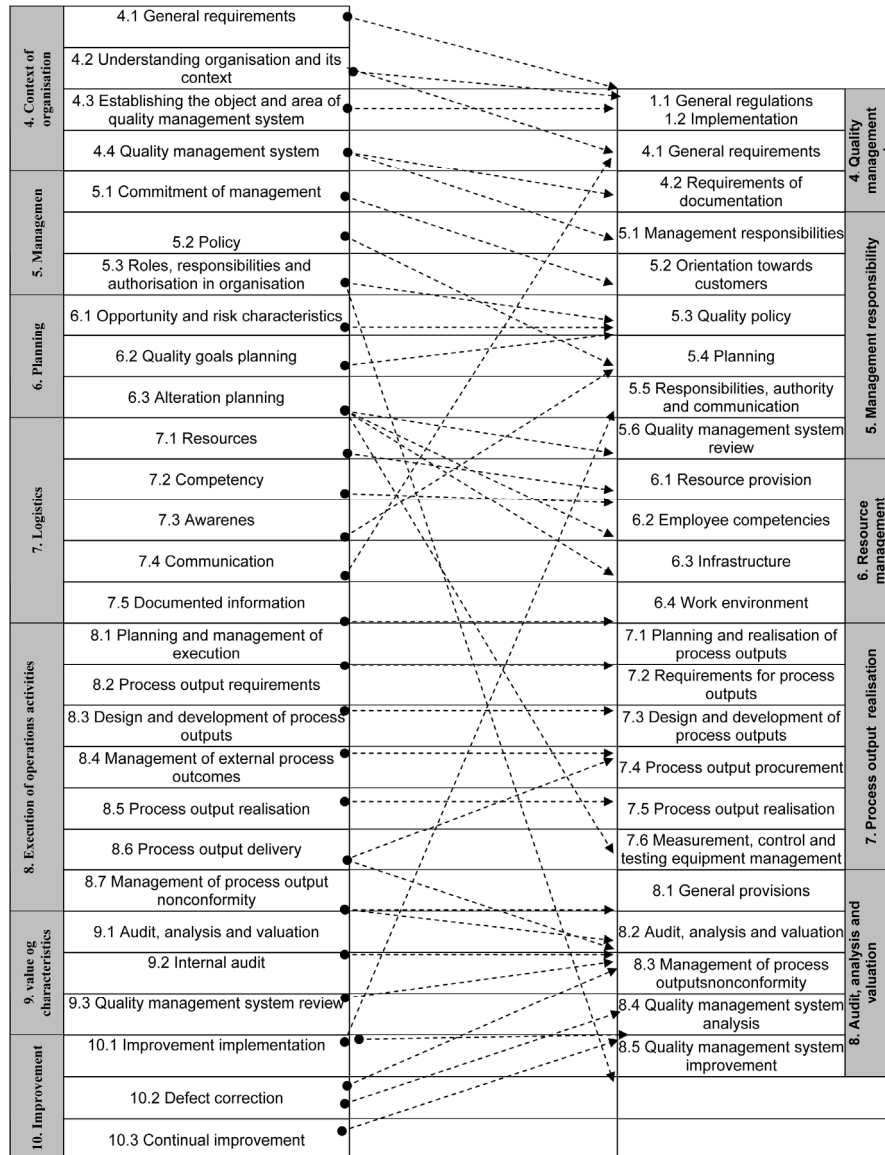 4. Context of
organisation
4.1 General requirements
4.2 Understanding organisation and its
context
4.3 Establishing the object and area of
quality management system
4.4 Quality management system
5. Managemen
5.1 Commitment of management
5.2 Policy
5.3 Roles, responsibilities and
authorisation in organisation
6. Planning
6.1 Opportunity and risk characteristics
6.2 Quality goals planning
6.3 Alteration planning
7. Logistics
7.1 Resources
7.2 Competency
7.3 Awarenes
7.4 Communication
7.5 Documented information
8. Execution of operations activities
8.1 Planning and management of
execution
8.2 Process output requirements
8.3 Design and development of process
outputs
8.4 Management of external process
outcomes
8.5 Process output realisation
8.6 Process output delivery
8.7 Management of process output
nonconformity
9. value og
characteristics
9.1 Audit, analysis and valuation
9.2 Internal audit
9.3 Quality management system review
10. Improvement
10.1 Improvement implementation
10.2 Defect correction
10.3 Continual improvement
1.1 General regulations
1.2 Implementation
4.1 General requirements
4.2 Requirements of
documentation
4. Quality
management
5.1 Management responsibilities
5.2 Orientation towards
customers
5.3 Quality policy
5.4 Planning
5.5 Responsibilities, authority
and communication
5.6 Quality management system
review
5. Management responsibility
6.1 Resource provision
6.2 Employee competencies
6.3 Infrastructure
6.4 Work environment
6. Resource
management
7.1 Planning and realisation of
process outputs
7.2 Requirements for process
outputs
7.3 Design and development of
process outputs
7.4 Process output procurement
7.5 Process output realisation
7.6 Measurement, control and
testing equipment management
7. Process output realisation
8.1 General provisions
8.2 Audit, analysis and valuation
8.3 Management of process
outputsnonconformity
8.4 Quality management system
analysis
8.5 Quality management system
improvement
8. Audit, analysis and
valuation